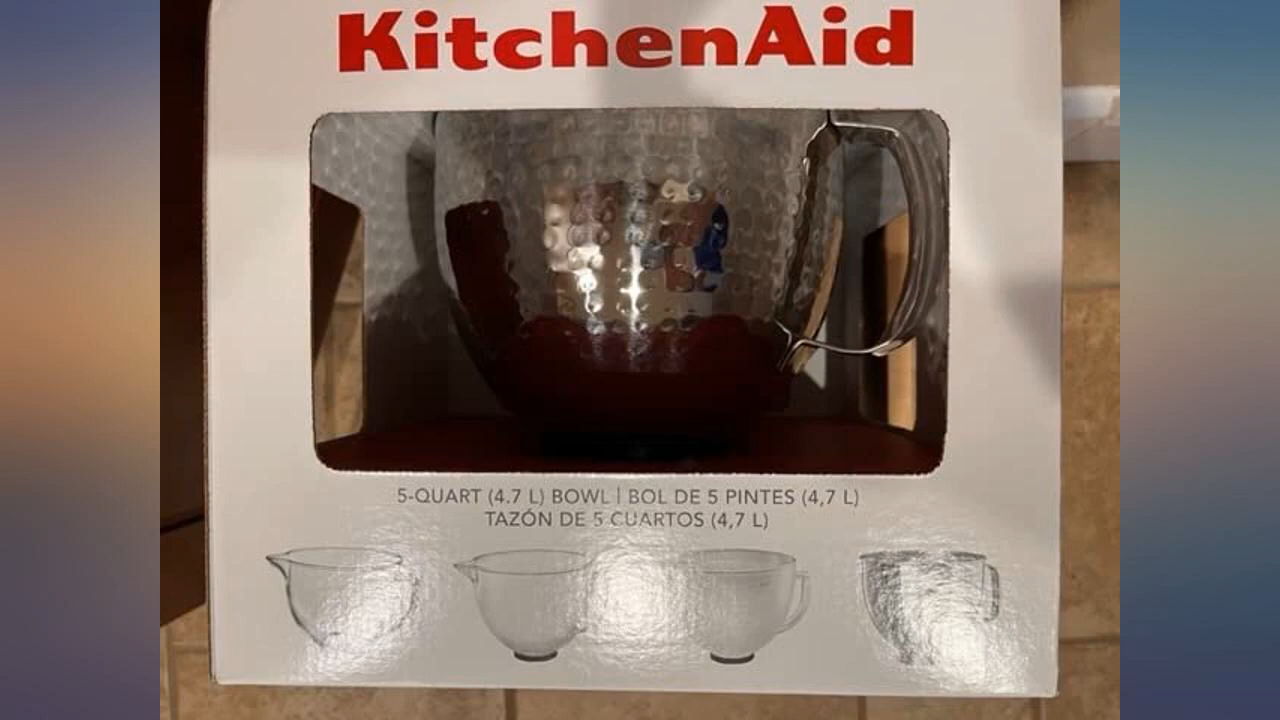 KitchenAid
5-QUART (4.7 L) BOWL | BOL DE 5 PINTES (4,7 L)
TAZÓN DE 5 CUARTOS (4,7 L)